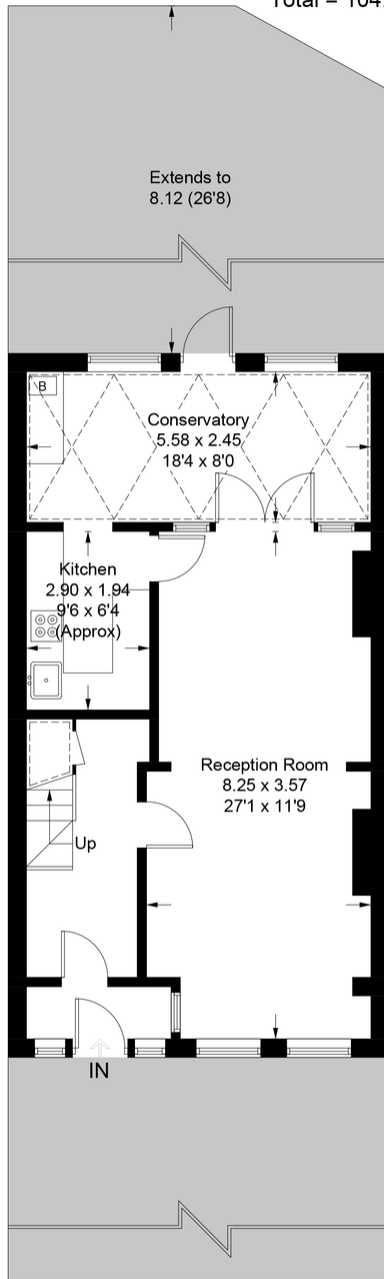 Extends to
8.12 (26'8)
B
Conservatory
5.58 x 2.45
18'4 x 8'0
Kitchen
2.90 x 1.94
9'6 x 6'4
(Approx)
Reception Room
8.25 x 3.57
27'1 x 11'9
Up
IN